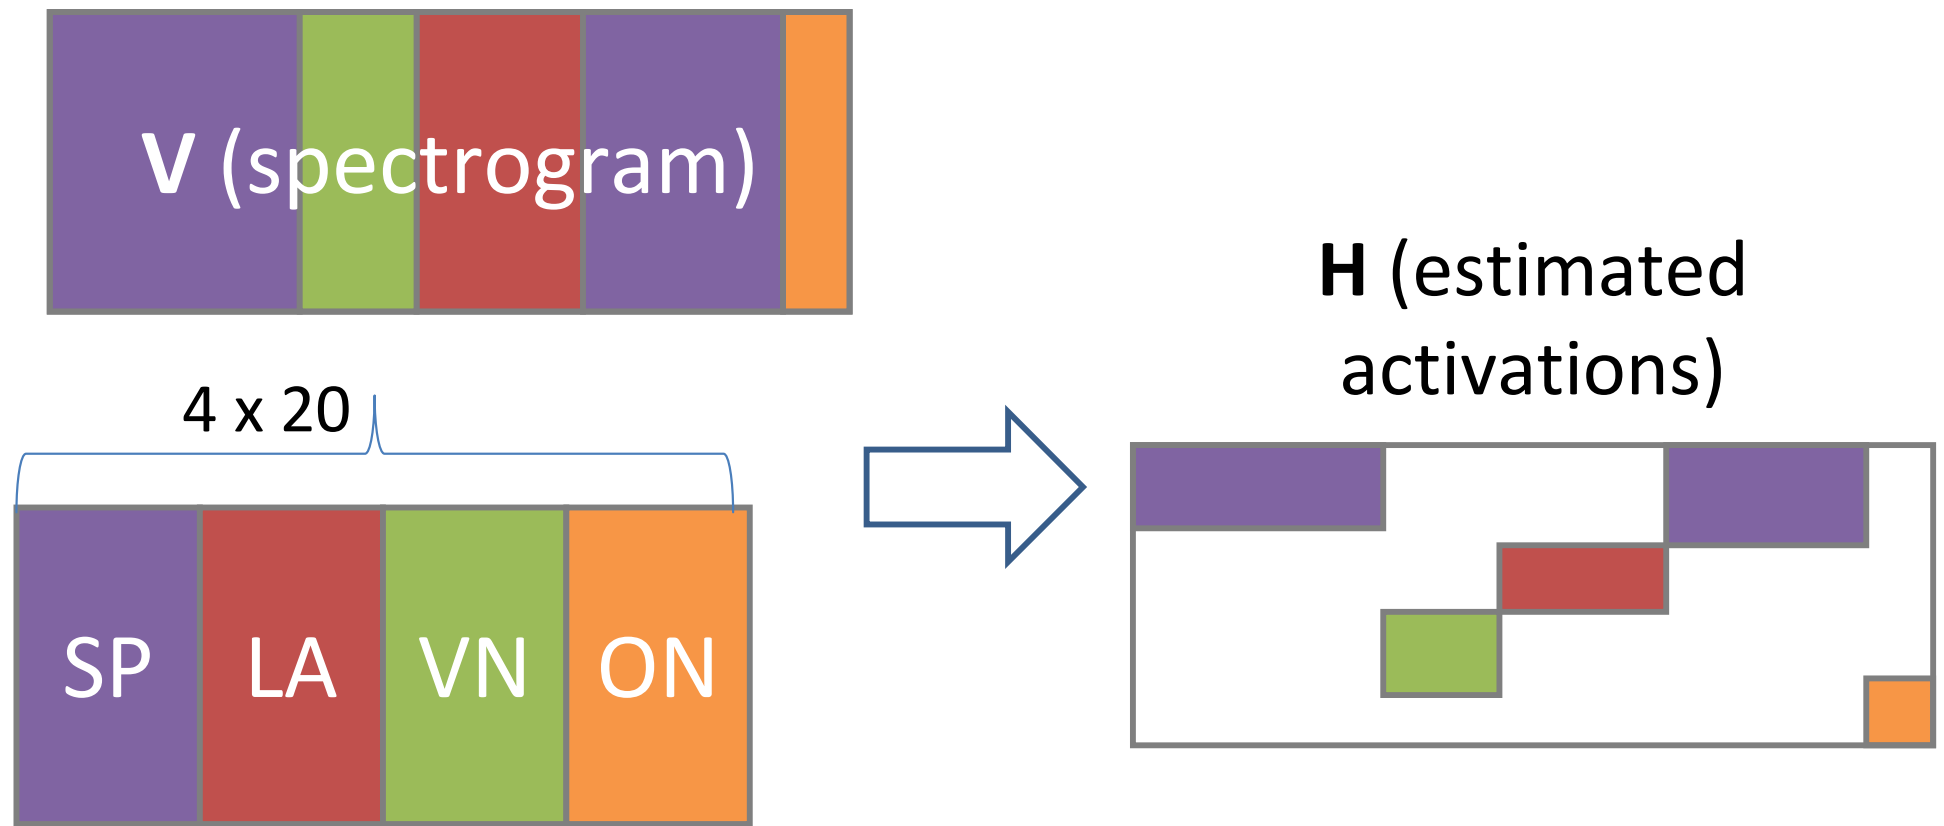 V (spectrogram)
4 x 20
SP LA VN ON
H (estimated
activations)